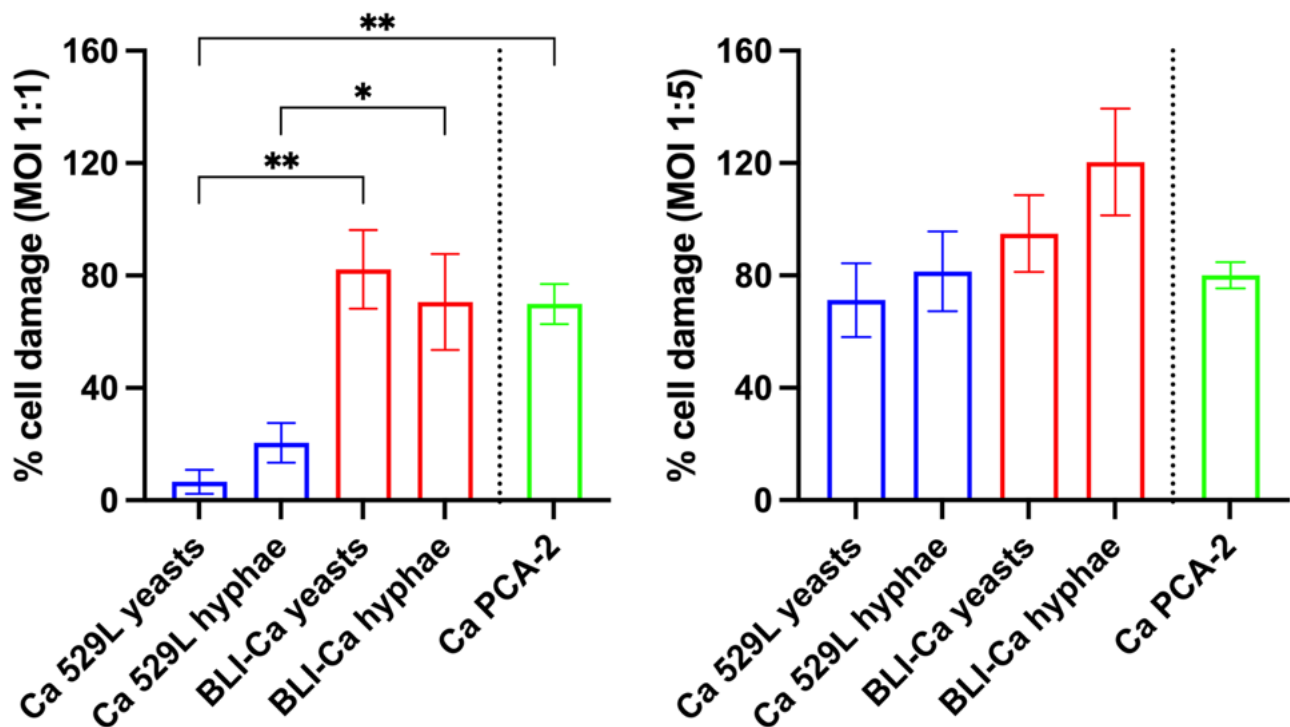 % cell damage (MOI 1:1)
160
120
80
40
0
**
*
**
Ca 529L yeasts
Ca 529L hyphae
BLI-Ca yeasts
BLI-Ca hyphae
Ca PCA-2
% cell damage (MOI 1:5)
160
120
80
40
0
Ca 529L yeasts
Ca 529L hyphae
BLI-Ca yeasts
BLI-Ca hyphae
Ca PCA-2